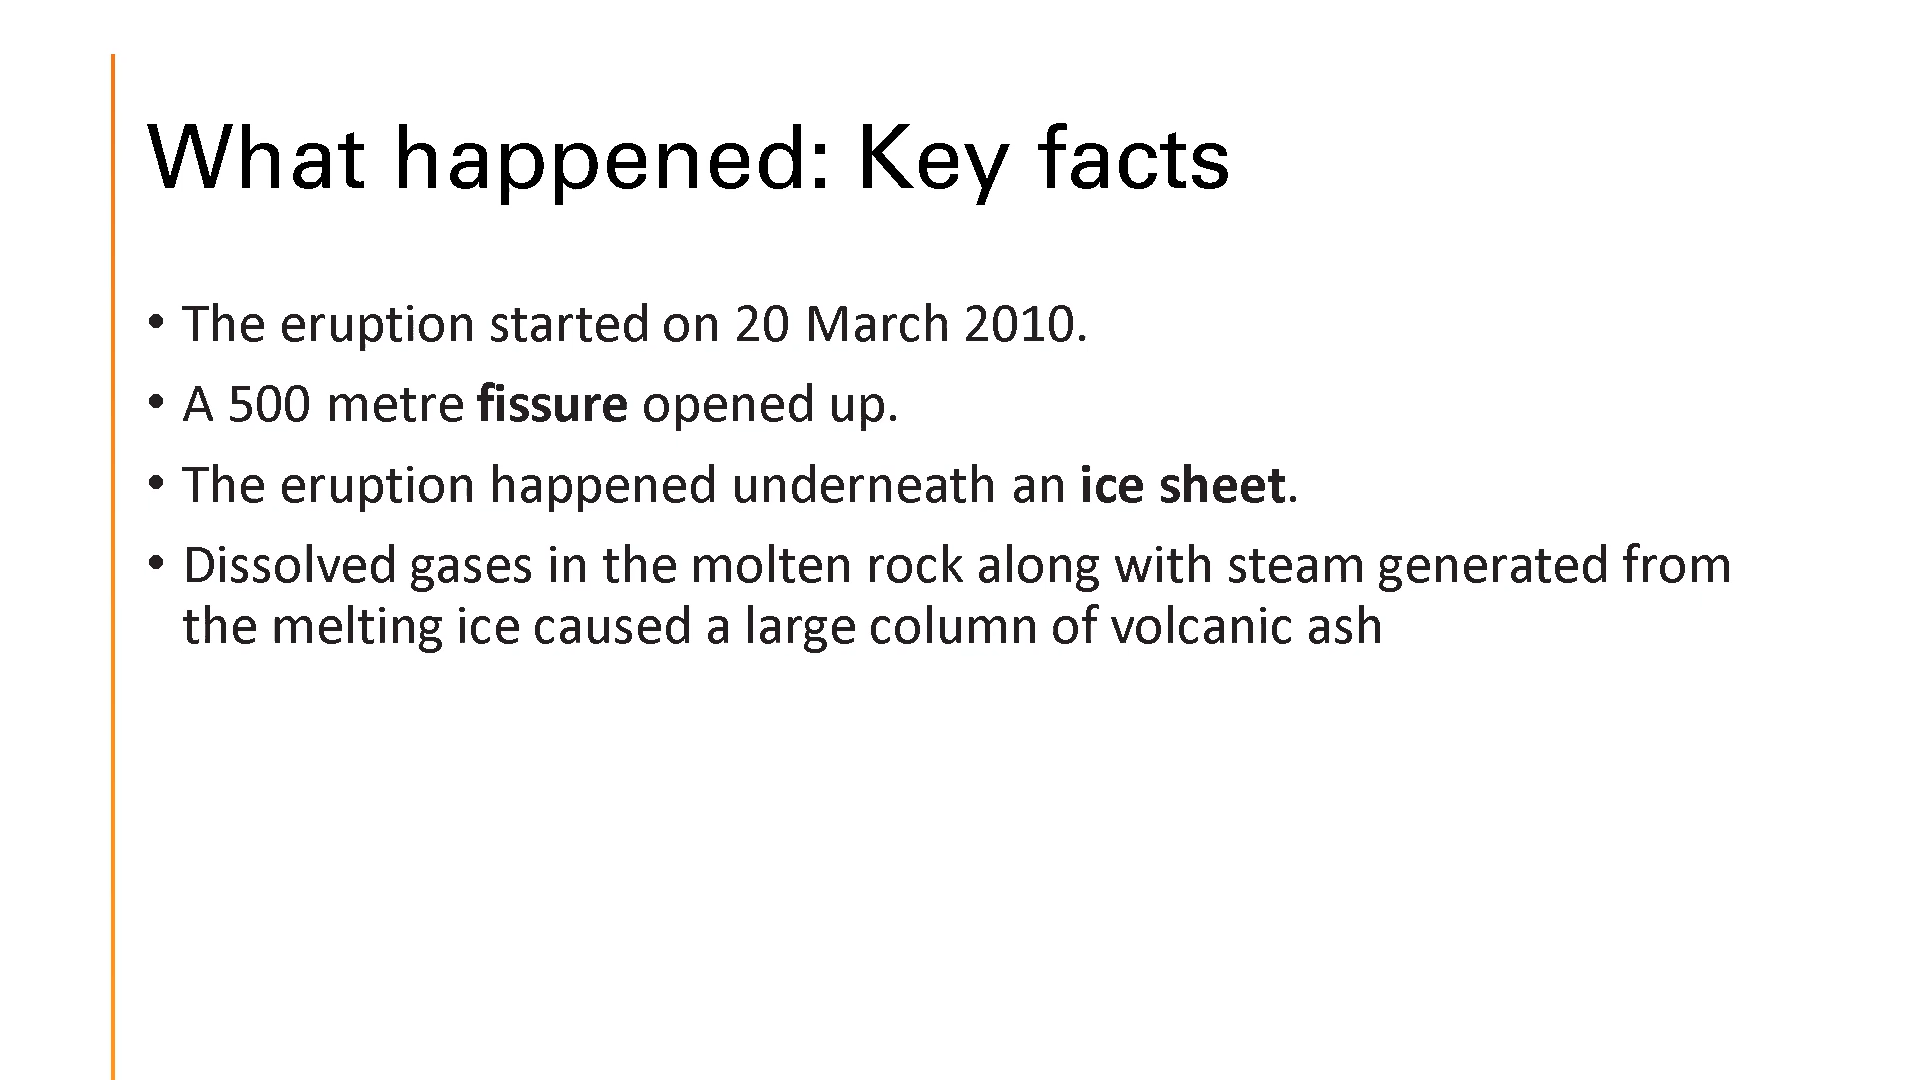 What happened: Key facts
• The eruption started on 20 March 2010.
• A 500 metre fissure opened up.
• The eruption happened underneath an ice sheet.
• Dissolved gases in the molten rock along with steam generated from
the melting ice caused a large column of volcanic ash